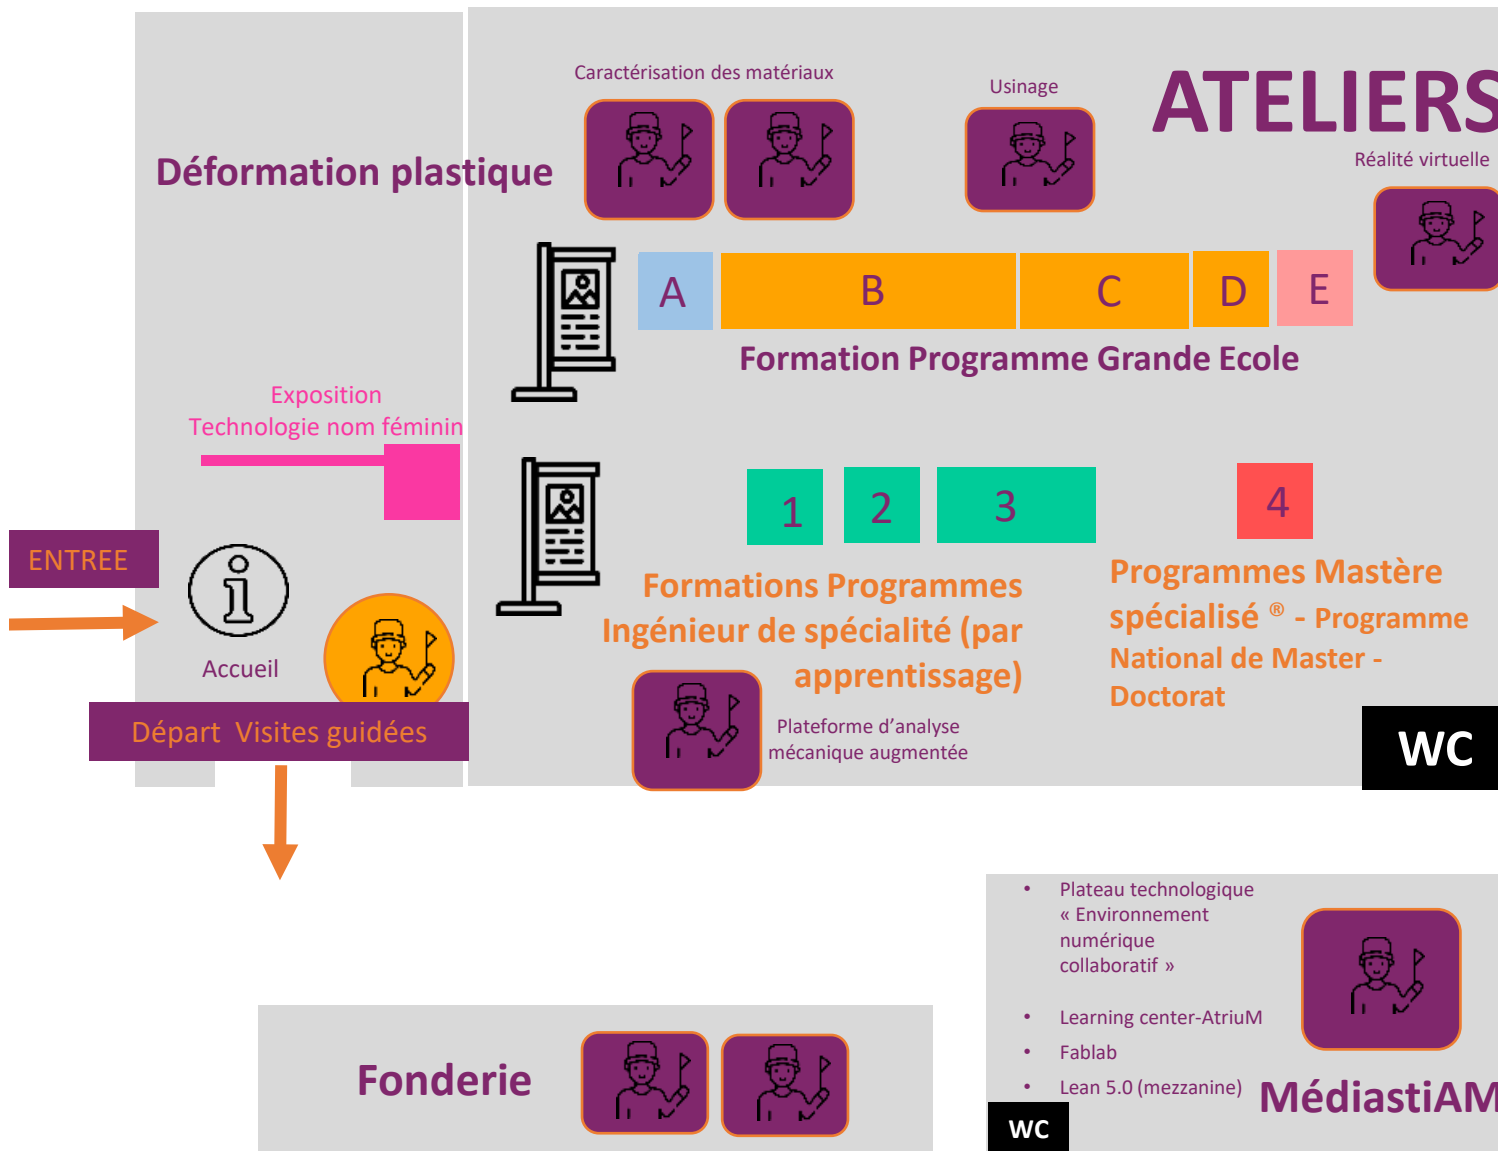 Caractérisation des matériaux
Usinage
ATELIERS
Réalité virtuelle
Déformation plastique
A
B
C
D
E
Formation Programme Grande Ecole
Exposition
Technologie nom féminin
1
2
3
4
ENTREE
Accueil
Départ Visites guidées
Formations Programmes
Ingénieur de spécialité (par
apprentissage)
Programmes Mastère
spécialisé ® - Programme
National de Master -
Doctorat
Plateforme d’analyse
mécanique augmentée
WC
• Plateau technologique
« Environnement
numérique
collaboratif »
• Learning center-AtriuM
• Fablab
• Lean 5.0 (mezzanine)
MédiastiAM
WC
Fonderie